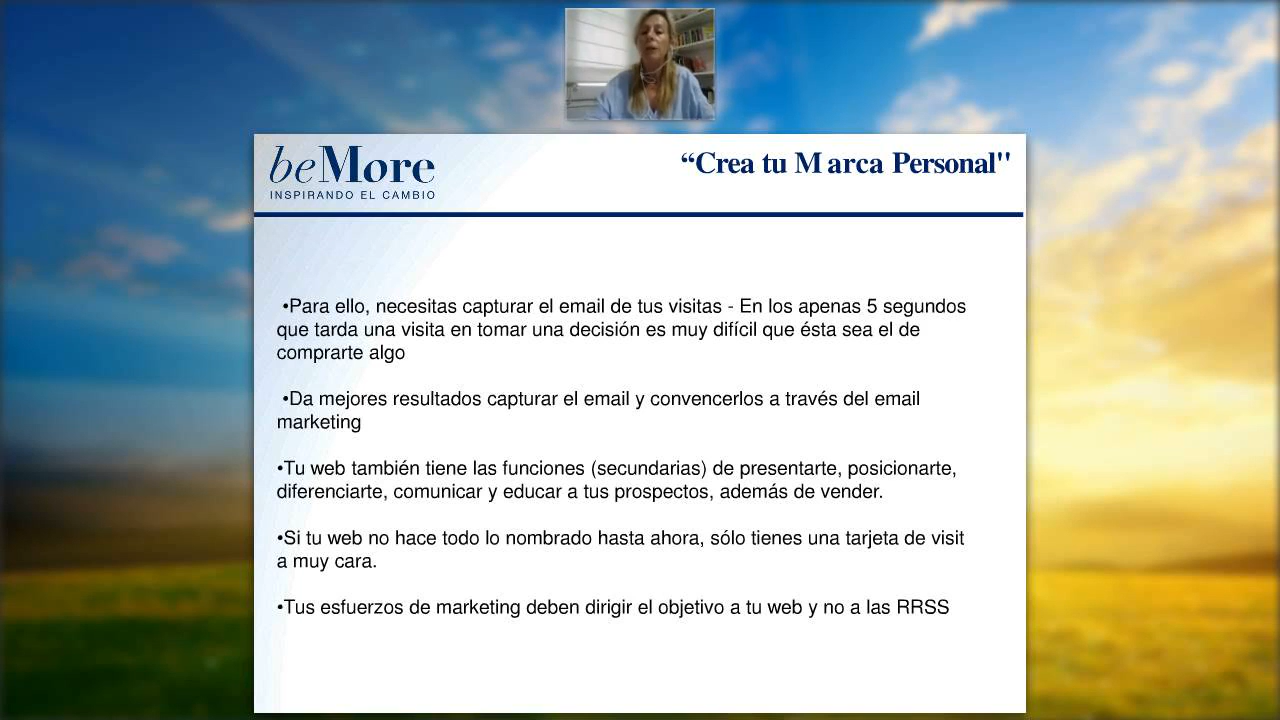 beMore
INSPIRANDO EL CAMBIO
“Crea tu Marca Personal"
•Para ello, necesitas capturar el email de tus visitas - En los apenas 5 segundos
que tarda una visita en tomar una decisión es muy difícil que ésta sea el de
comprarte algo
•Da mejores resultados capturar el email y convencerlos a través del email
marketing
•Tu web también tiene las funciones (secundarias) de presentarte, posicionarte,
diferenciarte, comunicar y educar a tus prospectos, además de vender.
•Si tu web no hace todo lo nombrado hasta ahora, sólo tienes una tarjeta de visit
a muy cara.
•Tus esfuerzos de marketing deben dirigir el objetivo a tu web y no a las RRSS